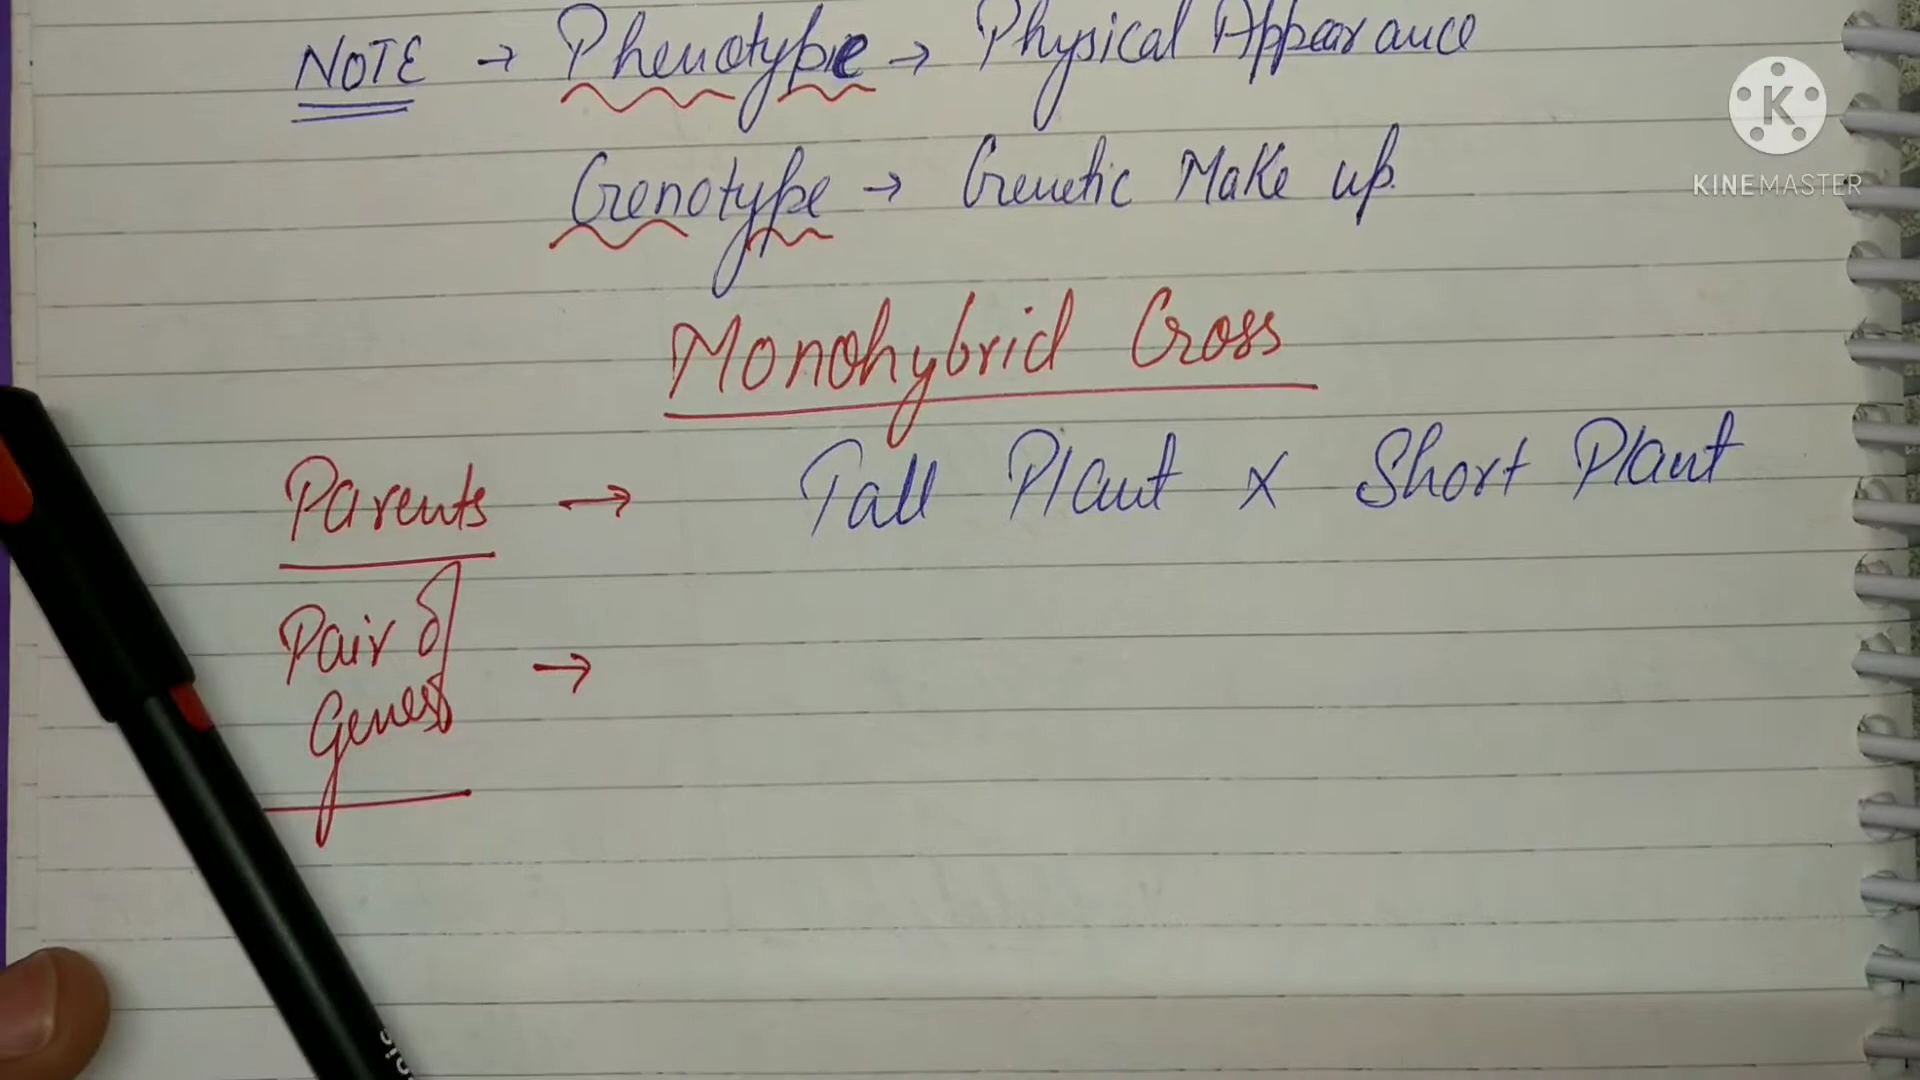 NOTE → Phenotype → Physical Appearance
K
KINEMASTER
Genotype → Genetic Make up.
Monohybrid Cross
Parents → Tall Plant x Short Plant
Pair of
Genes →